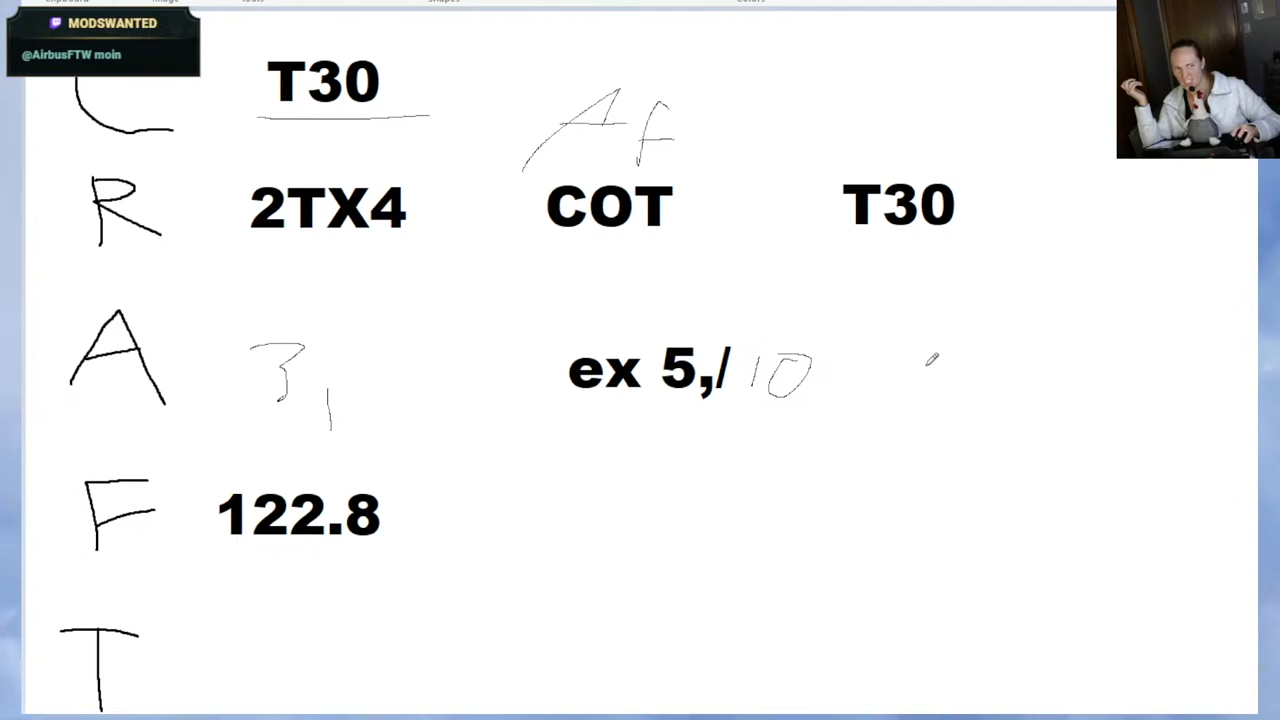 MODSWANTED
@AirbusFTW moin
C T30
Af
R 2TX4 COT T30
A 3, ex 5,/ 10
F 122.8
T